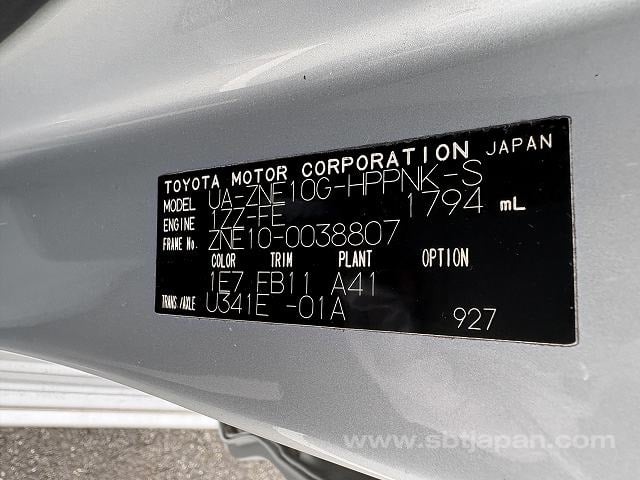 TOYOTA MOTOR CORPORATION JAPAN
MODEL UA-ZNE10G-HPPNK-S
ENGINE 1ZZ-FE 1794 mL
FRAME No. ZNE10-0038807
COLOR TRIM PLANT OPTION
1E7 FB11 A41
TRANS/AXLE U341E -01A
927
www.sbtjapan.com